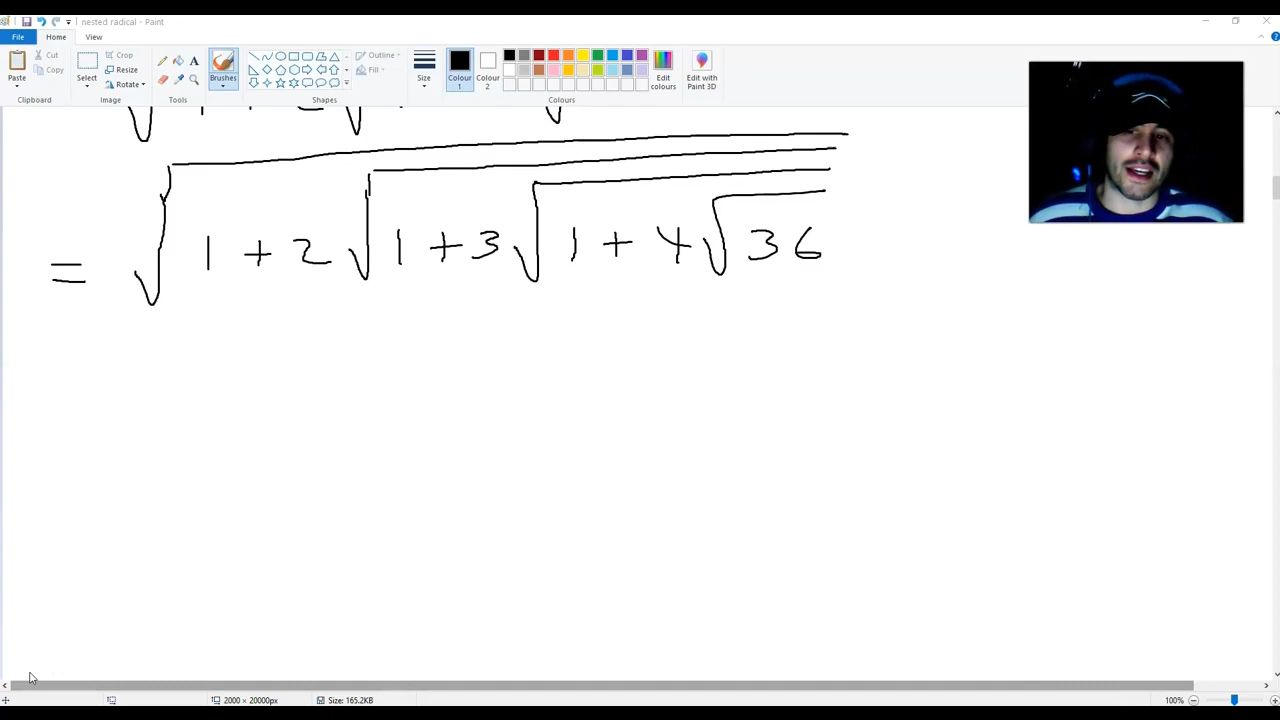 nested radical - Paint
File Home View
Paste
Cut
Copy
Clipboard
Select
Crop
Resize
Rotate
Image
Tools
Brushes
Shapes
Outline
Fill
Size
Colour 1
Colour 2
Colours
Edit colours
Edit with Paint 3D
= √(1 + 2√(1 + 3√(1 + 4√36)))
2000 × 20000px
Size: 165.2KB
100%